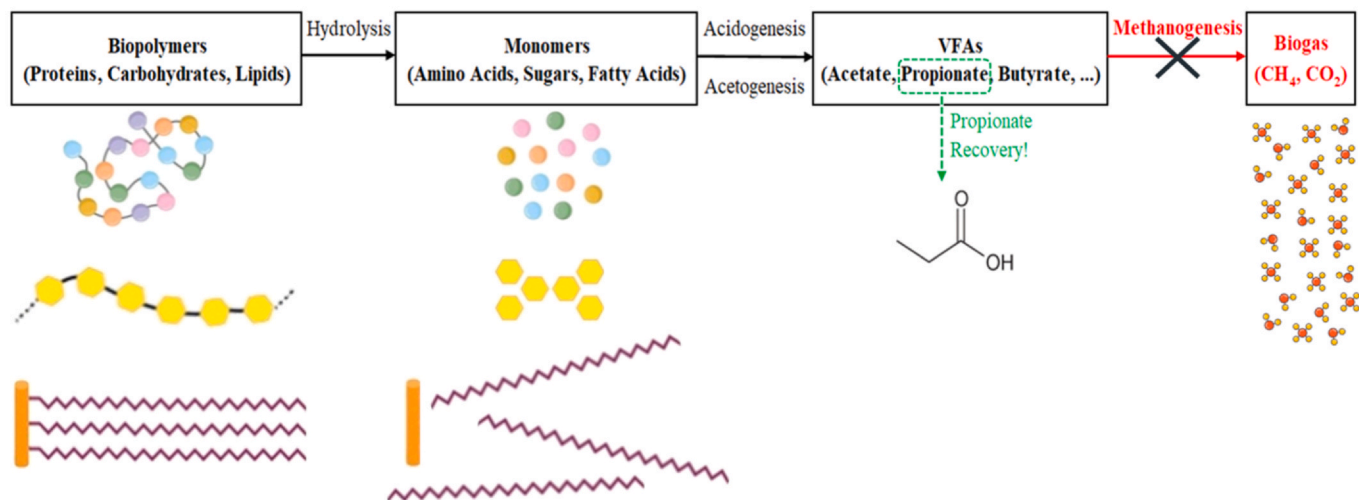 Biopolymers
(Proteins, Carbohydrates, Lipids)
Hydrolysis
Monomers
(Amino Acids, Sugars, Fatty Acids)
Acidogenesis
Acetogenesis
VFAs
(Acetate, Propionate, Butyrate, ...)
Methanogenesis
Biogas
(CH₄, CO₂)
Propionate
Recovery!
O
OH